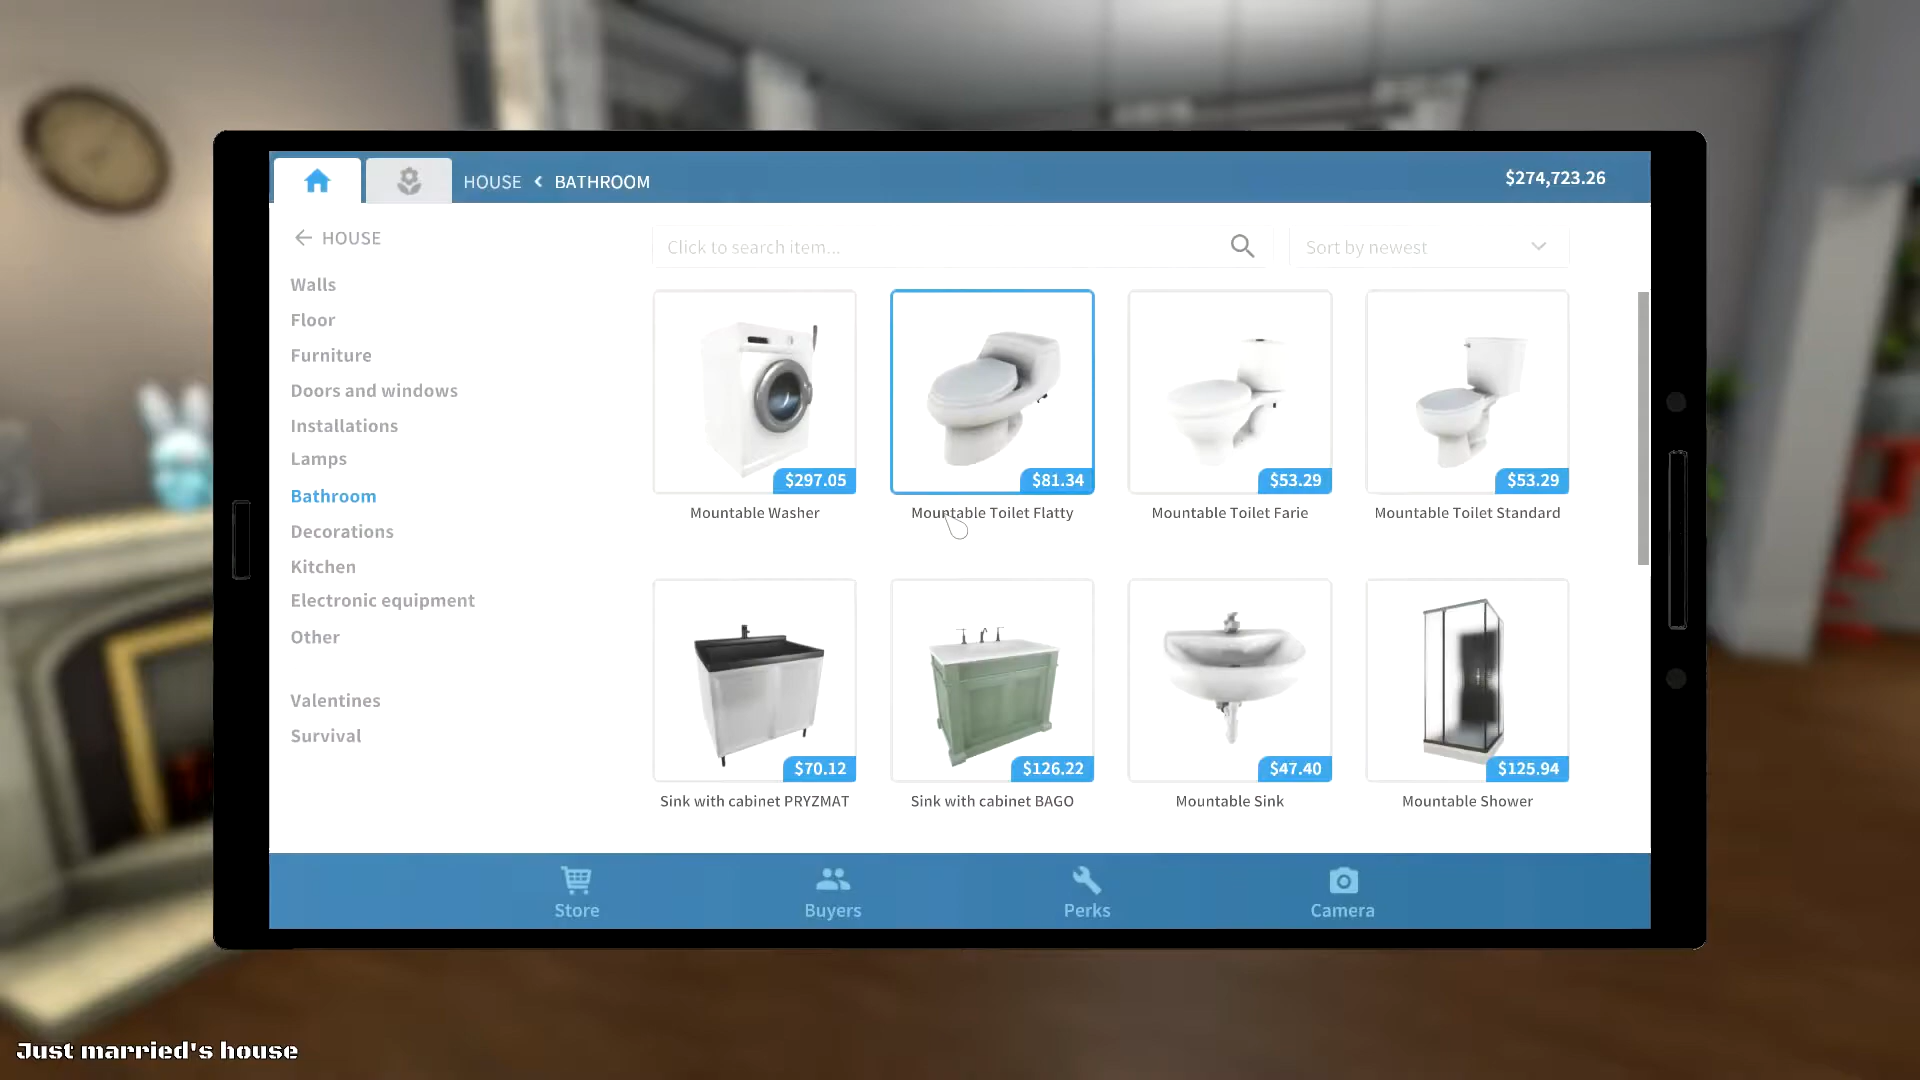 HOUSE < BATHROOM
$274,723.26
← HOUSE
Click to search item...
Sort by newest
Walls
Floor
Furniture
Doors and windows
Installations
Lamps
Bathroom
Decorations
Kitchen
Electronic equipment
Other
Valentines
Survival
$297.05
$81.34
$53.29
$53.29
Mountable Washer
Mountable Toilet Flatty
Mountable Toilet Farie
Mountable Toilet Standard
$70.12
$126.22
$47.40
$125.94
Sink with cabinet PRYZMAT
Sink with cabinet BAGO
Mountable Sink
Mountable Shower
Store
Buyers
Perks
Camera
Just married's house